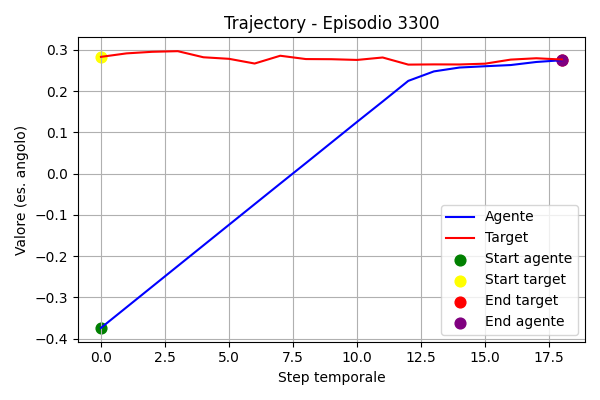 Trajectory - Episodio 3300
Valore (es. angolo)
0.3
0.2
0.1
0.0
−0.1
−0.2
−0.3
−0.4
0.0 2.5 5.0 7.5 10.0 12.5 15.0 17.5
Step temporale
Agente
Target
Start agente
Start target
End target
End agente